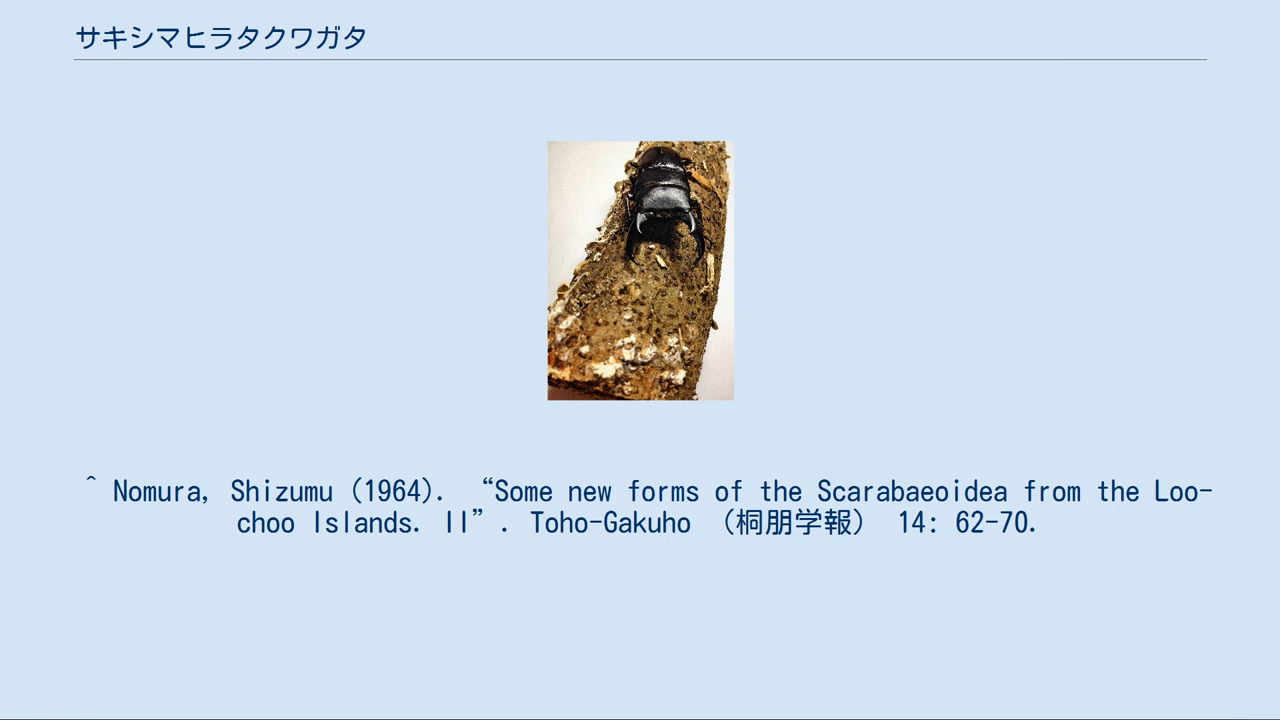 サキシマヒラタクワガタ
^ Nomura, Shizumu (1964). “Some new forms of the Scarabaeoidea from the Loo-
choo Islands. II”. Toho-Gakuho （桐朋学報） 14: 62-70.